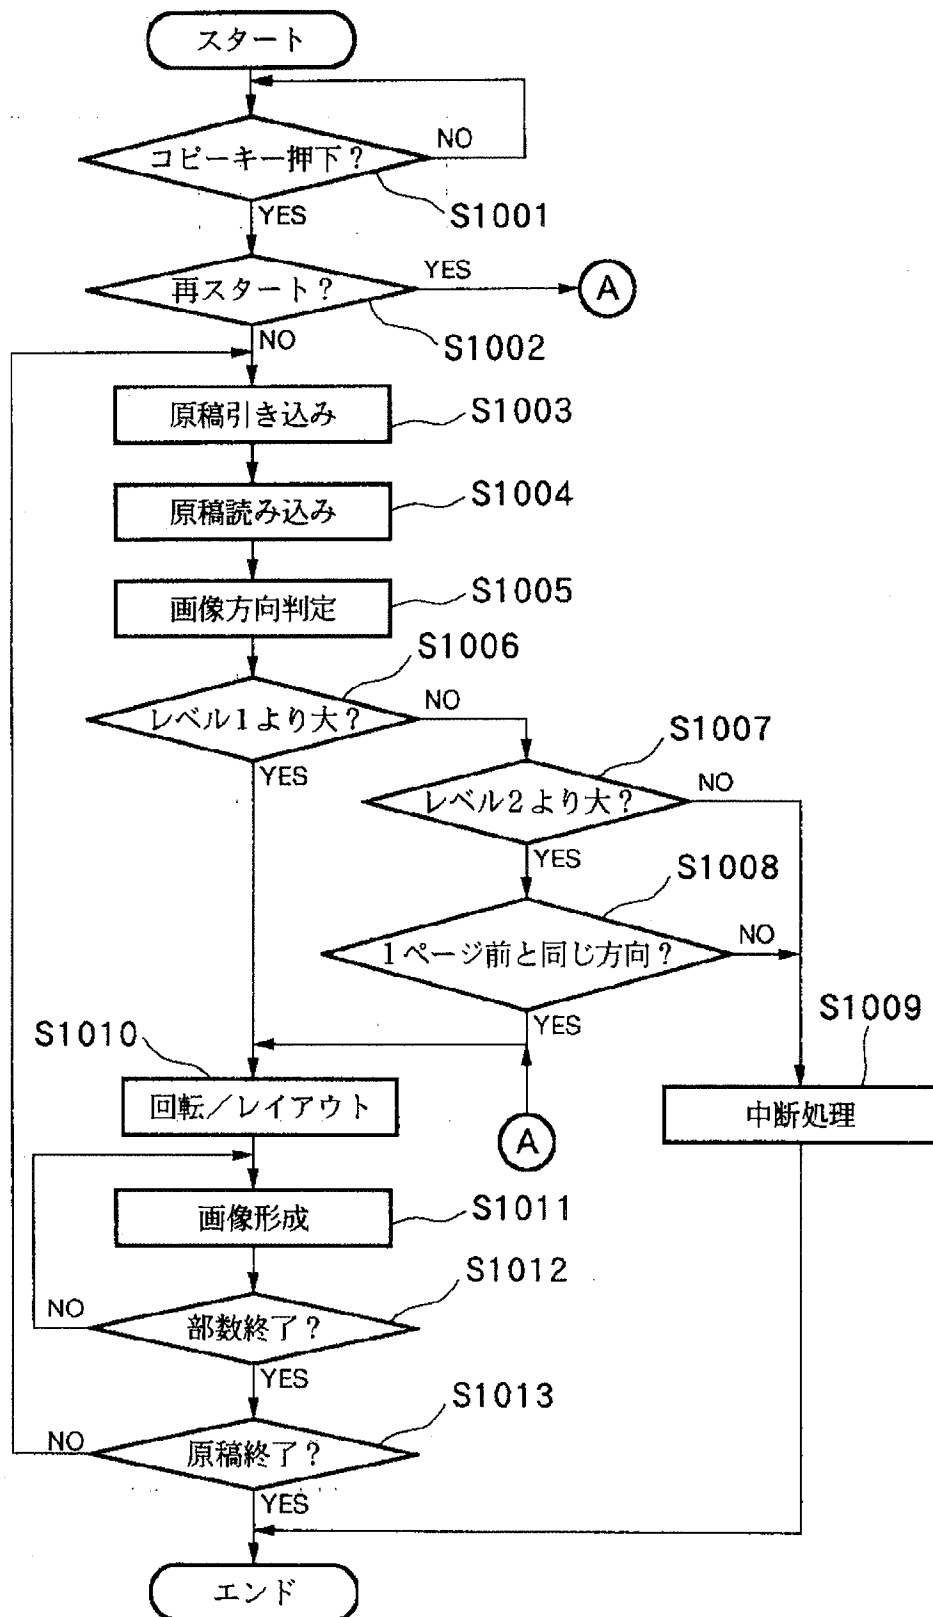 スタート
NO
コピーキー押下？
S1001
YES
YES
再スタート？
A
S1002
NO
原稿引き込み
S1003
原稿読み込み
S1004
画像方向判定
S1005
S1006
レベル1より大？
NO
YES
S1007
レベル2より大？
NO
YES
S1008
1ページ前と同じ方向？
NO
YES
S1009
中断処理
S1010
回転／レイアウト
A
画像形成
S1011
S1012
NO
部数終了？
YES
S1013
NO
原稿終了？
YES
エンド